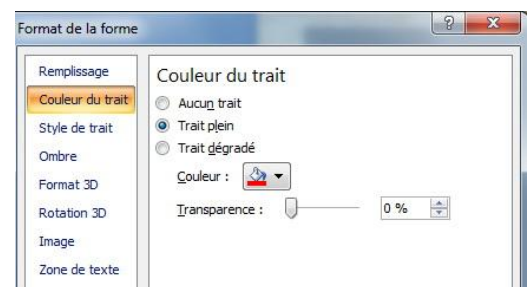 Format de la forme
Remplissage
Couleur du trait
Style de trait
Ombre
Format 3D
Rotation 3D
Image
Zone de texte
Couleur du trait
Aucun trait
Trait plein
Trait dégradé
Couleur :
Transparence : 0 %